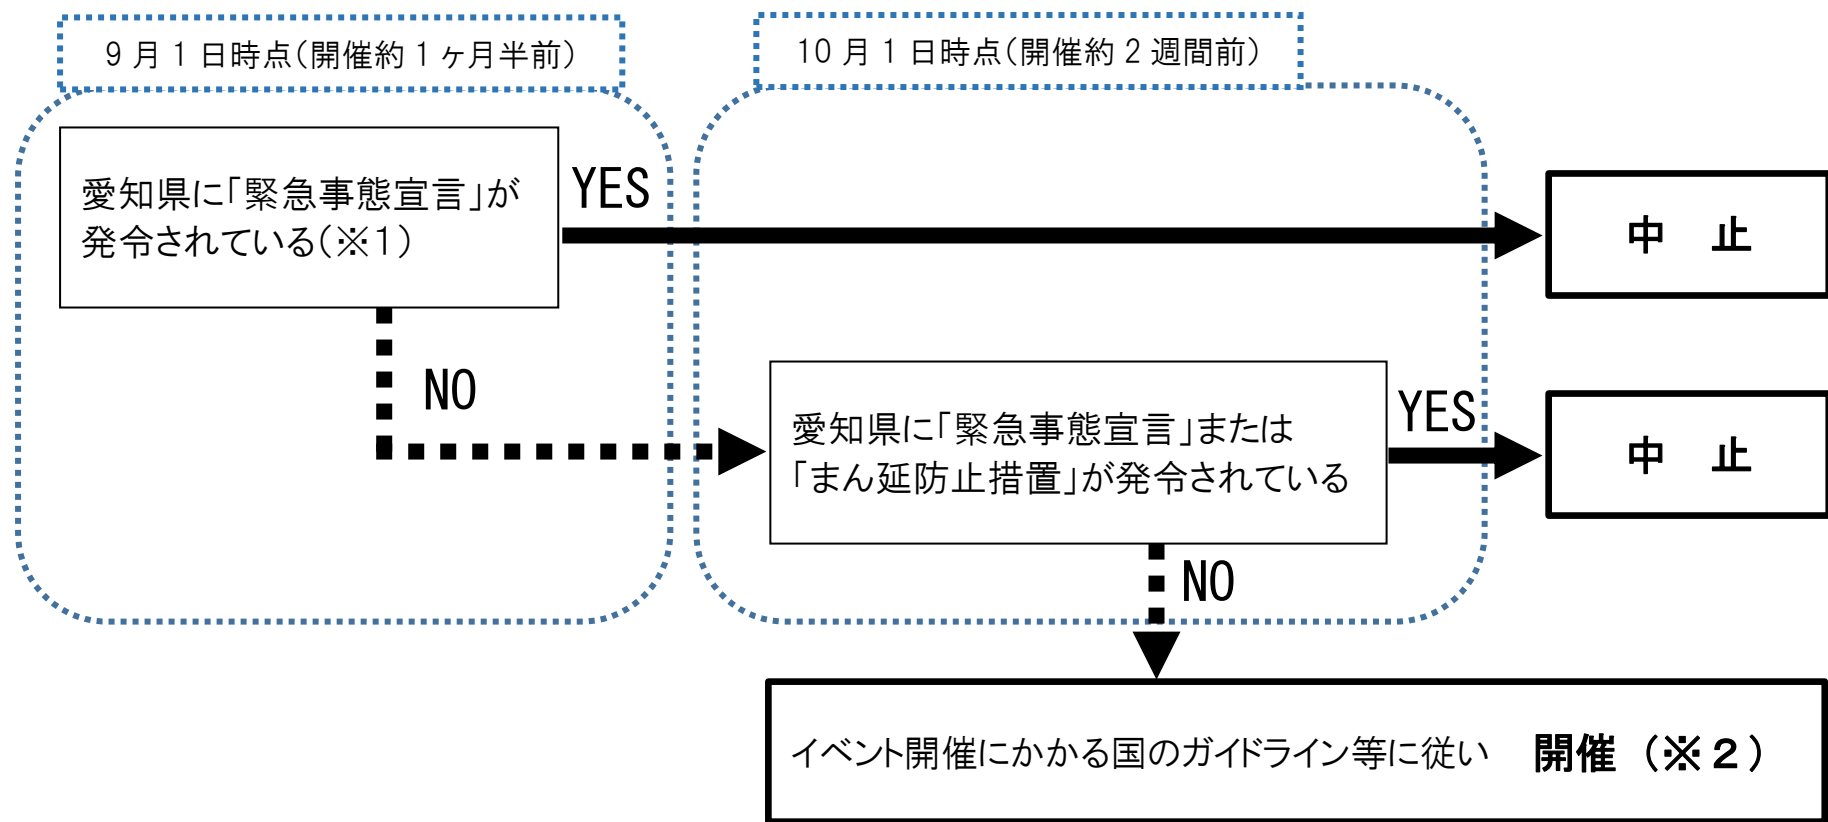 9月1日時点(開催約1ヶ月半前)
10月1日時点(開催約2週間前)
愛知県に「緊急事態宣言」が
発令されている(※1)
YES
中　止
NO
愛知県に「緊急事態宣言」または
「まん延防止措置」が発令されている
YES
中　止
NO
イベント開催にかかる国のガイドライン等に従い　開催（※２）